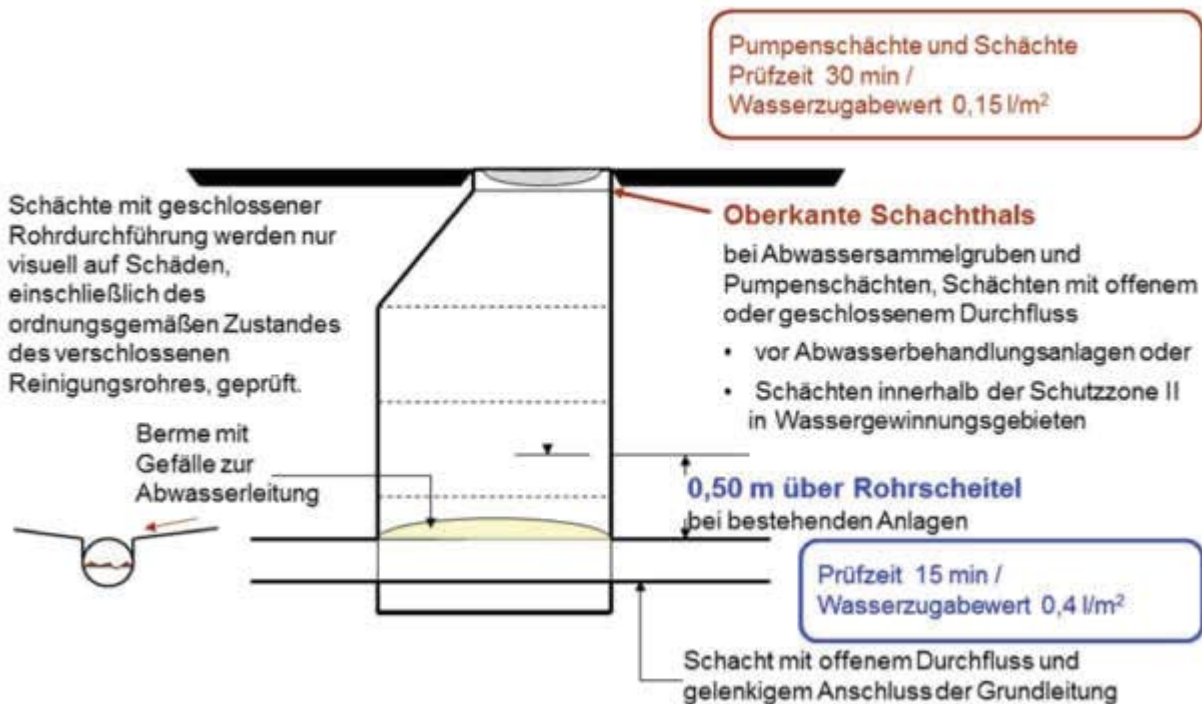 Pumpenschächte und Schächte
Prüfzeit 30 min /
Wasserzugabewert 0,15 l/m²
Schächte mit geschlossener
Rohrdurchführung werden nur
visuell auf Schäden,
einschließlich des
ordnungsgemäßen Zustandes
des verschlossenen
Reinigungsrohres, geprüft.
Oberkante Schachthals
bei Abwassersammelgruben und
Pumpenschächten, Schächten mit offenem
oder geschlossenem Durchfluss
• vor Abwasserbehandlungsanlagen oder
• Schächten innerhalb der Schutzzone II
in Wassergewinnungsgebieten
Berme mit
Gefälle zur
Abwasserleitung
0,50 m über Rohrscheitel
bei bestehenden Anlagen
Prüfzeit 15 min /
Wasserzugabewert 0,4 l/m²
Schacht mit offenem Durchfluss und
gelenkigem Anschluss der Grundleitung